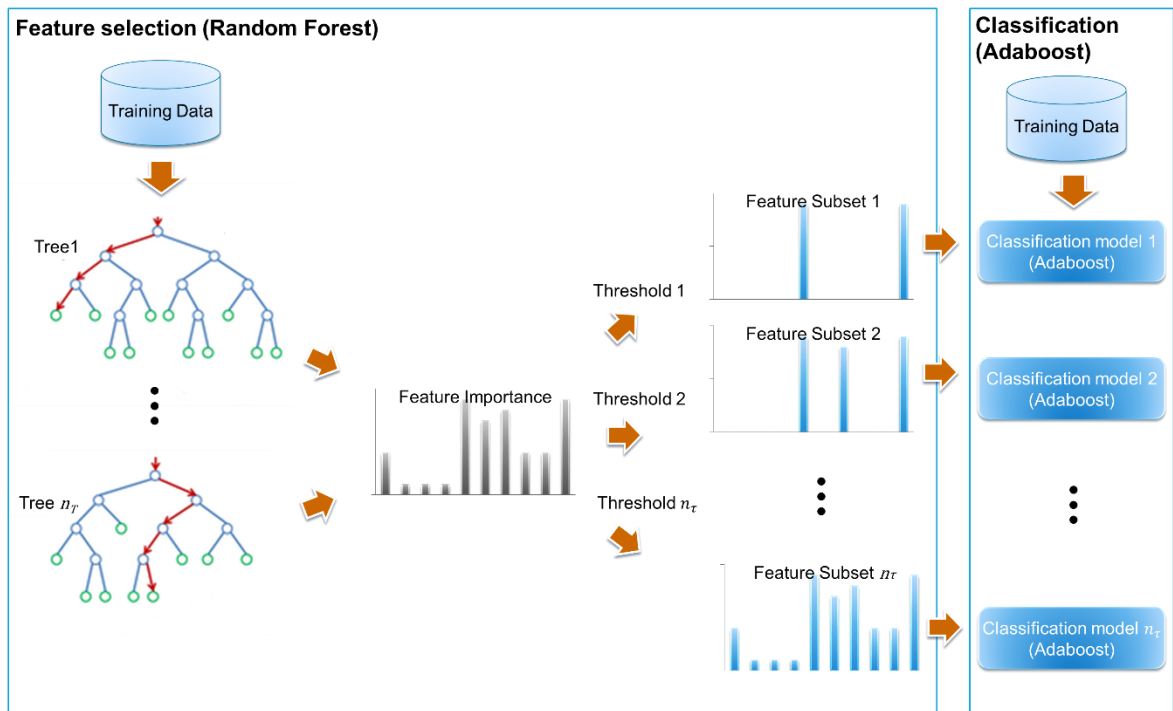 Feature selection (Random Forest)
Training Data
Tree1
Tree n_T
Feature Importance
Threshold 1
Threshold 2
Threshold n_τ
Feature Subset 1
Feature Subset 2
Feature Subset n_τ
Classification
(Adaboost)
Training Data
Classification model 1
(Adaboost)
Classification model 2
(Adaboost)
Classification model n_τ
(Adaboost)